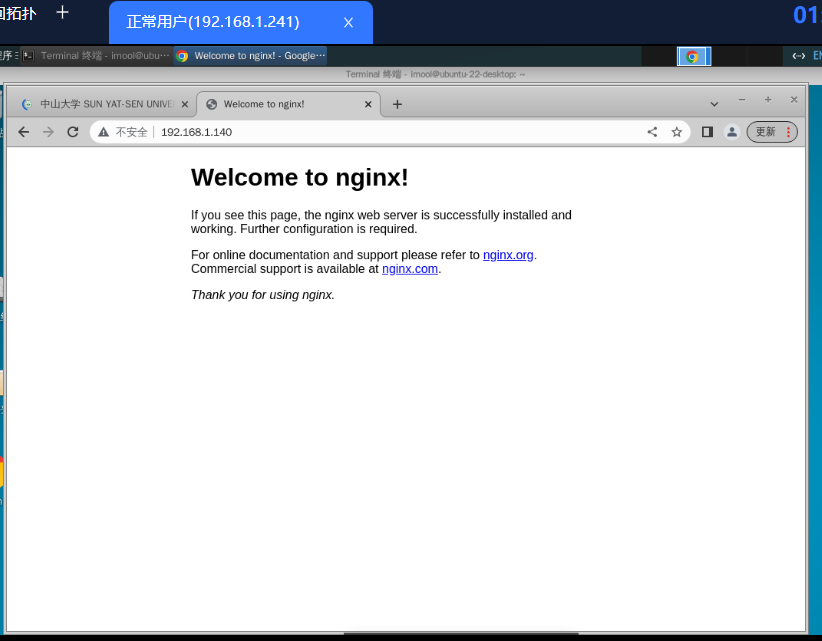 拓扑
正常用户(192.168.1.241)
X
01
程序
Terminal 终端 - imool@ubu···
Welcome to nginx! - Google···
EN
Terminal 终端 - imool@ubuntu-22-desktop: ~
中山大学 SUN YAT-SEN UNIVE
Welcome to nginx!
不安全
192.168.1.140
更新
Welcome to nginx!
If you see this page, the nginx web server is successfully installed and
working. Further configuration is required.
For online documentation and support please refer to nginx.org.
Commercial support is available at nginx.com.
Thank you for using nginx.